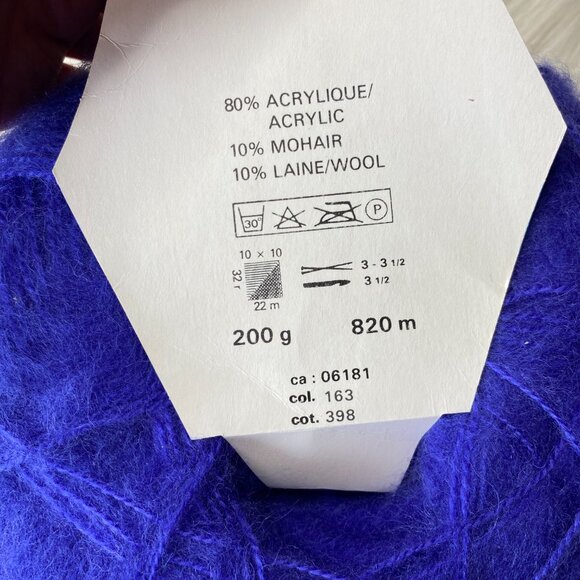 80% ACRYLIQUE/
ACRYLIC
10% MOHAIR
10% LAINE/WOOL
30° P
10 × 10
32 r
22 m
3 - 3 1/2
3 1/2
200 g 820 m
ca : 06181
col. 163
cot. 398